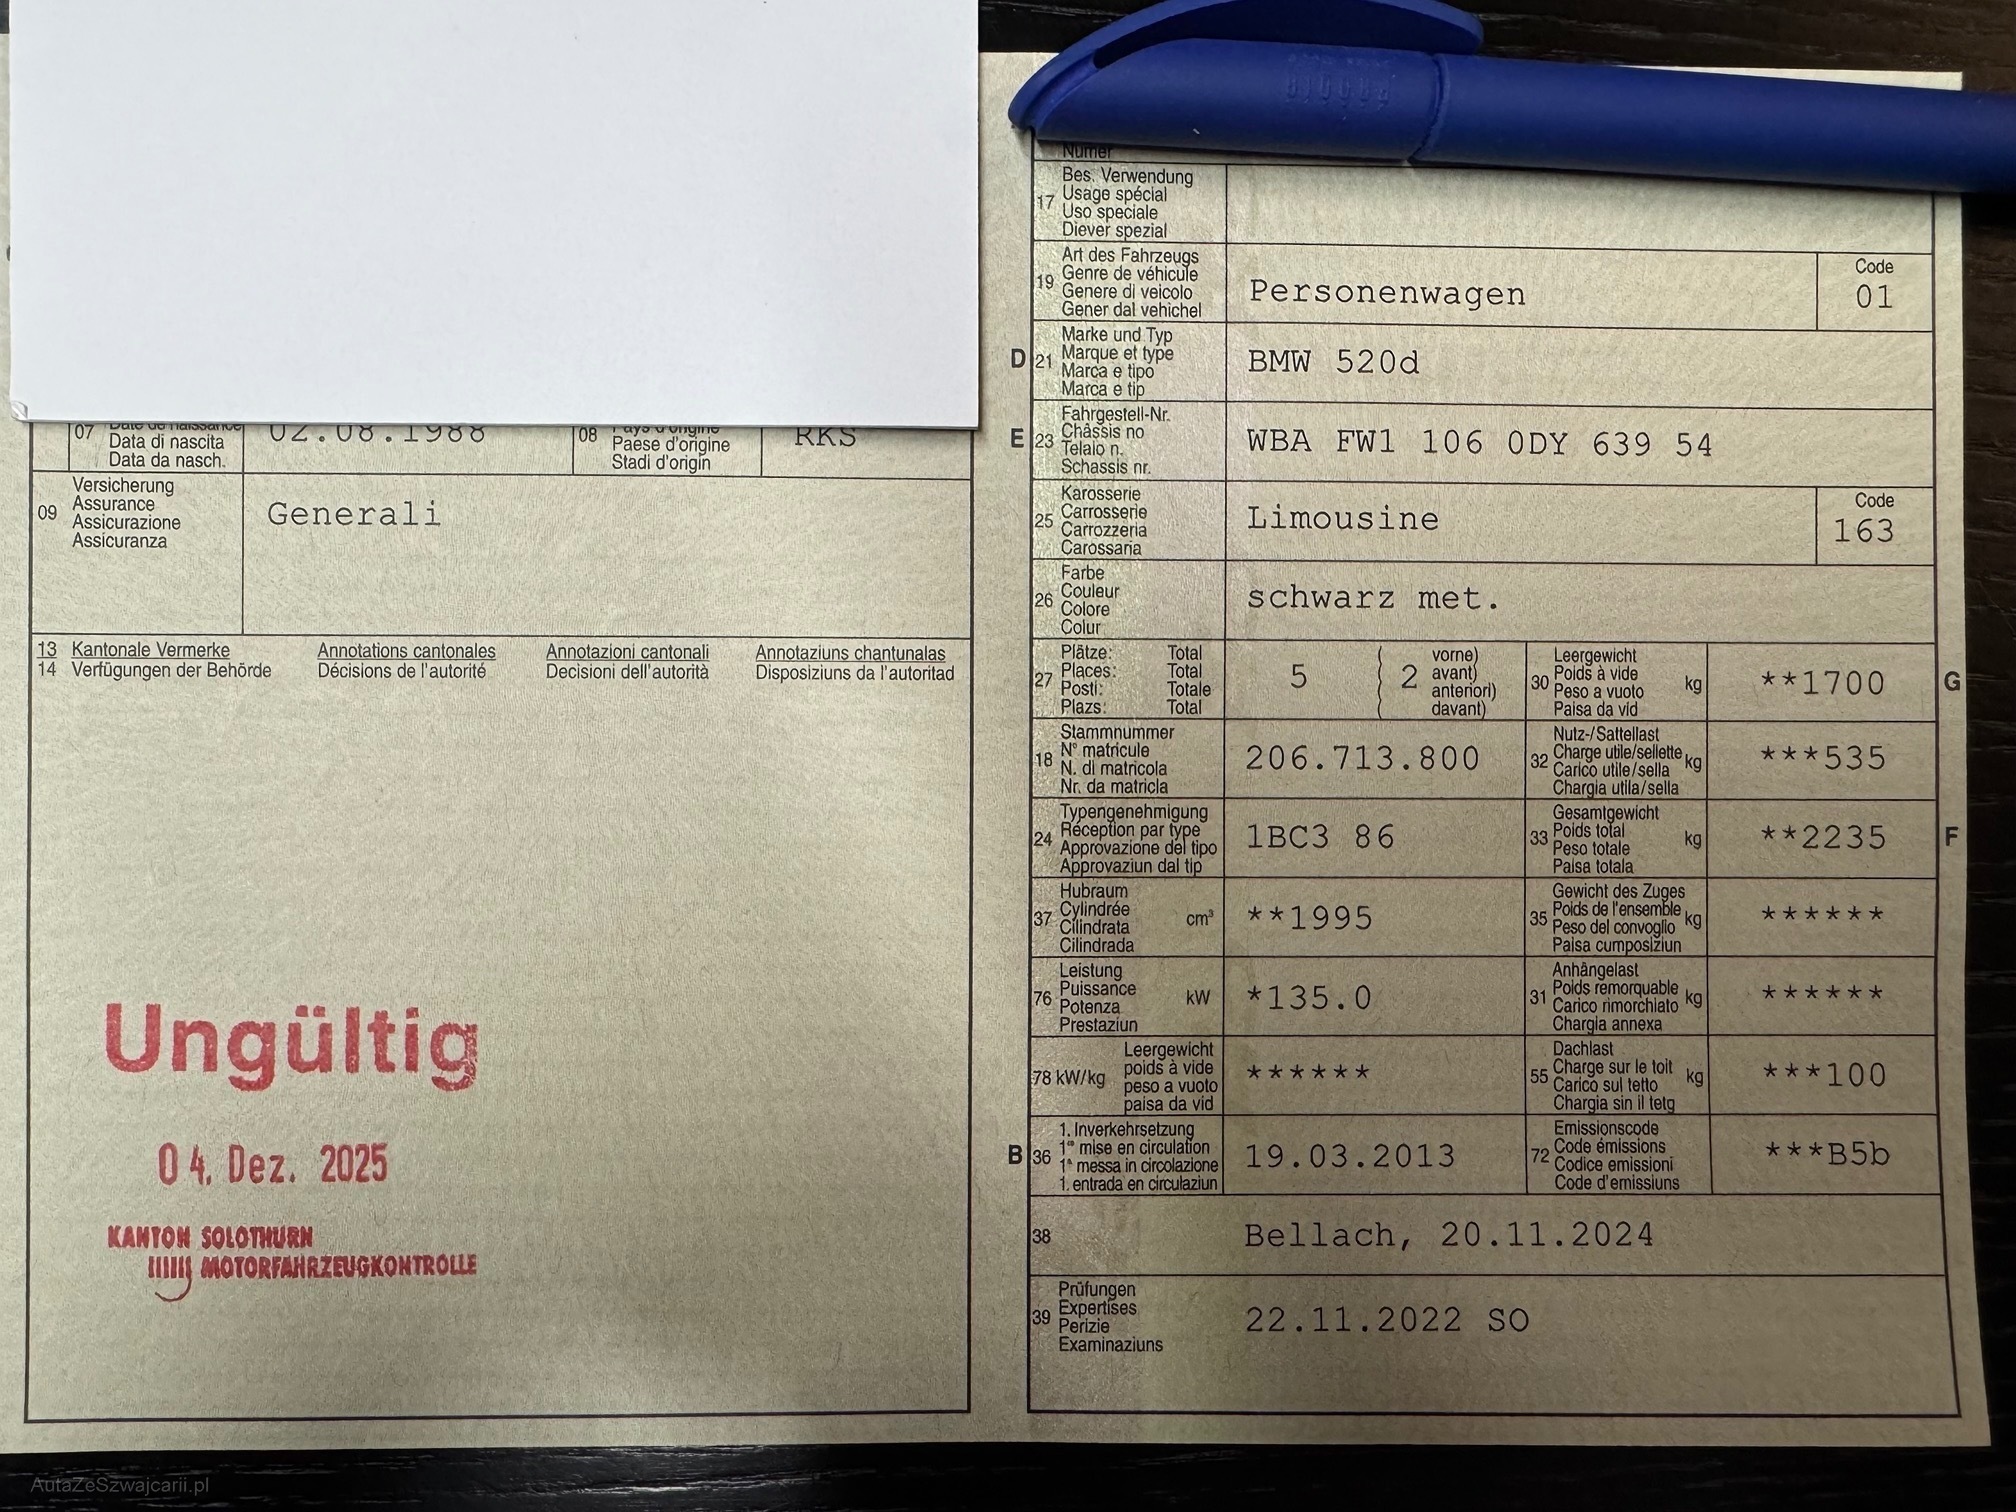 07 Date de naissance
Data di nascita
Data da nasch.
02.08.1988
08 Pays d'origine
Paese d'origine
Stadi d'origin
RKS
09 Versicherung
Assurance
Assicurazione
Assicuranza
Generali
13 Kantonale Vermerke Annotations cantonales Annotazioni cantonali Annotaziuns chantunalas
14 Verfügungen der Behörde Décisions de l'autorité Decisioni dell'autorità Disposiziuns da l'autoritad
Ungültig
04. Dez. 2025
KANTON SOLOTHURN
MOTORFAHRZEUGKONTROLLE
Numer
17 Bes. Verwendung
Usage spécial
Uso speciale
Diever spezial
19 Art des Fahrzeugs
Genre de véhicule
Genere di veicolo
Gener dal vehichel
Personenwagen
Code
01
D 21 Marke und Typ
Marque et type
Marca e tipo
Marca e tip
BMW 520d
E 23 Fahrgestell-Nr.
Châssis no
Telaio n.
Schassis nr.
WBA FW1 106 0DY 639 54
25 Karosserie
Carrosserie
Carrozzeria
Carossaria
Limousine
Code
163
26 Farbe
Couleur
Colore
Colur
schwarz met.
27 Plätze: Total
Places: Total
Posti: Totale
Plazs: Total
5 ( 2 vorne)
( avant)
( anteriori)
( davant)
30 Leergewicht
Poids à vide
Peso a vuoto
Paisa da vid
kg
**1700
G
18 Stammnummer
N° matricule
N. di matricola
Nr. da matricla
206.713.800
32 Nutz-/Sattellast
Charge utile/sellette
Carico utile/sella
Chargia utila/sella
kg
***535
24 Typengenehmigung
Réception par type
Approvazione del tipo
Approvaziun dal tip
1BC3 86
33 Gesamtgewicht
Poids total
Peso totale
Paisa totala
kg
**2235
F
37 Hubraum
Cylindrée
Cilindrata
Cilindrada
cm³
**1995
35 Gewicht des Zuges
Poids de l'ensemble
Peso del convoglio
Paisa cumposiziun
kg
******
76 Leistung
Puissance
Potenza
Prestaziun
kW
*135.0
31 Anhängelast
Poids remorquable
Carico rimorchiato
Chargia annexa
kg
******
78 kW/kg
Leergewicht
poids à vide
peso a vuoto
paisa da vid
******
55 Dachlast
Charge sur le toit
Carico sul tetto
Chargia sin il tetg
kg
***100
B 36 1. Inverkehrsetzung
1re mise en circulation
1a messa in circolazione
1. entrada en circulaziun
19.03.2013
72 Emissionscode
Code émissions
Codice emissioni
Code d'emissiuns
***B5b
38 Bellach, 20.11.2024
39 Prüfungen
Expertises
Perizie
Examinaziuns
22.11.2022 SO
AutaZeSzwajcarii.pl